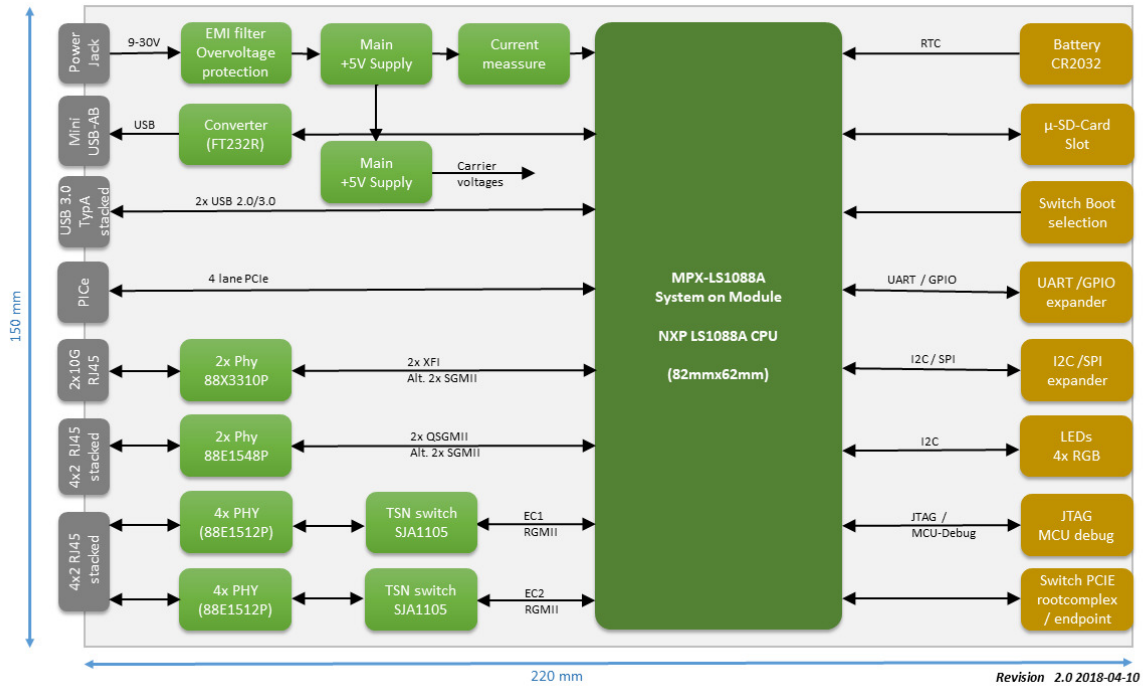 Power
Jack
9-30V
EMI filter
Overvoltage
protection
Main
+5V Supply
Current
meassure
RTC
Battery
CR2032
Mini
USB-AB
USB
Converter
(FT232R)
Main
+5V Supply
Carrier
voltages
µ-SD-Card
Slot
USB 3.0
TypA
stacked
2x USB 2.0/3.0
Switch Boot
selection
PICe
4 lane PCIe
MPX-LS1088A
System on Module
NXP LS1088A CPU
(82mmx62mm)
UART / GPIO
UART /GPIO
expander
150 mm
2x10G
RJ45
2x Phy
88X3310P
2x XFI
Alt. 2x SGMII
I2C / SPI
I2C /SPI
expander
4x2 RJ45
stacked
2x Phy
88E1548P
2x QSGMII
Alt. 2x SGMII
I2C
LEDs
4x RGB
4x2 RJ45
stacked
4x PHY
(88E1512P)
TSN switch
SJA1105
EC1
RGMII
JTAG /
MCU-Debug
JTAG
MCU debug
4x PHY
(88E1512P)
TSN switch
SJA1105
EC2
RGMII
Switch PCIE
rootcomplex
/ endpoint
220 mm
Revision 2.0 2018-04-10